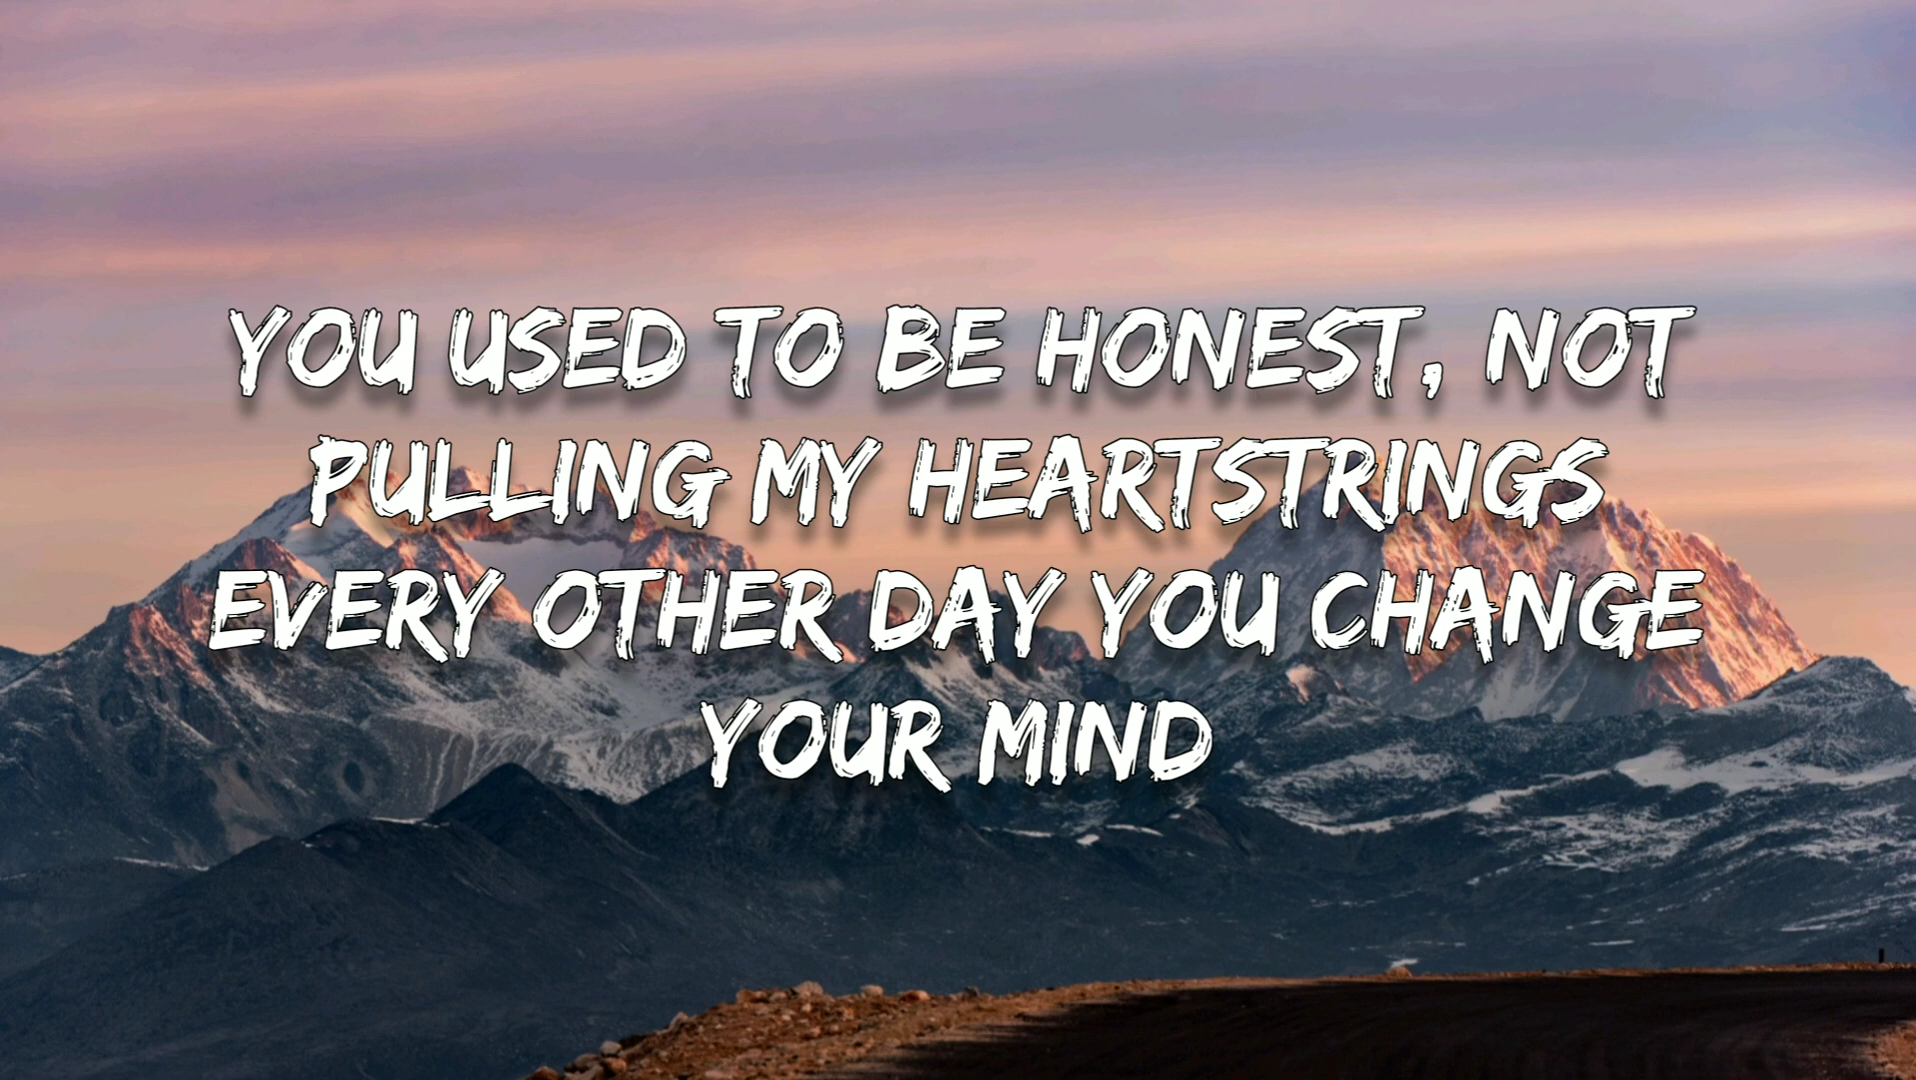 YOU USED TO BE HONEST, NOT
PULLING MY HEARTSTRINGS
EVERY OTHER DAY YOU CHANGE
YOUR MIND